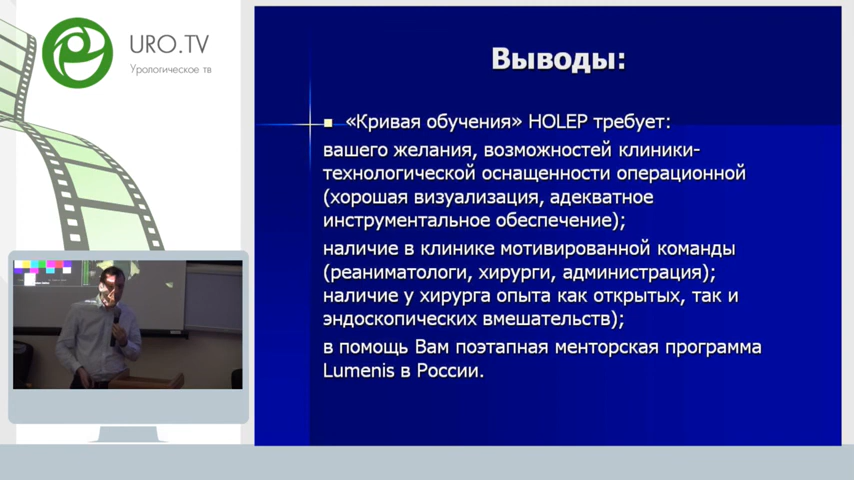 URO.TV
Урологическое тв
Выводы:
«Кривая обучения» HOLEP требует:
вашего желания, возможностей клиники-
технологической оснащенности операционной
(хорошая визуализация, адекватное
инструментальное обеспечение);
наличие в клинике мотивированной команды
(реаниматологи, хирурги, администрация);
наличие у хирурга опыта как открытых, так и
эндоскопических вмешательств);
в помощь Вам поэтапная менторская программа
Lumenis в России.